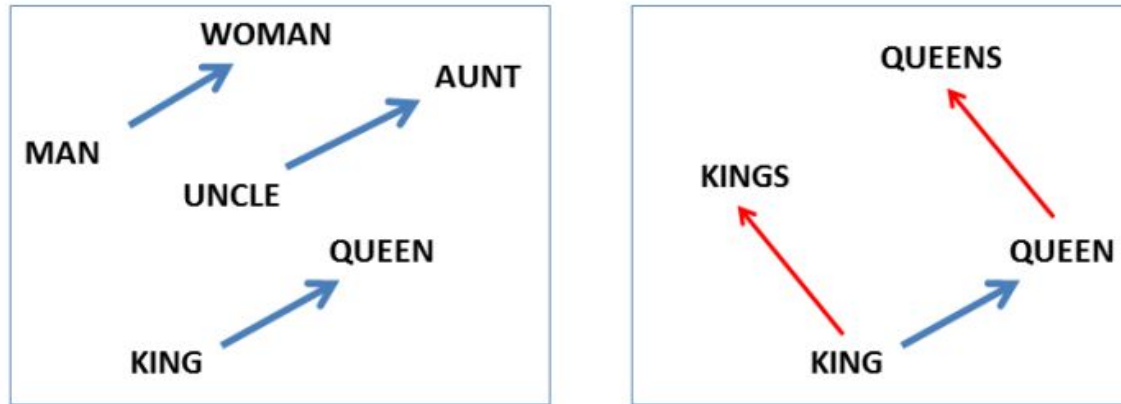 WOMAN
AUNT
MAN
UNCLE
QUEEN
KING
QUEENS
KINGS
QUEEN
KING